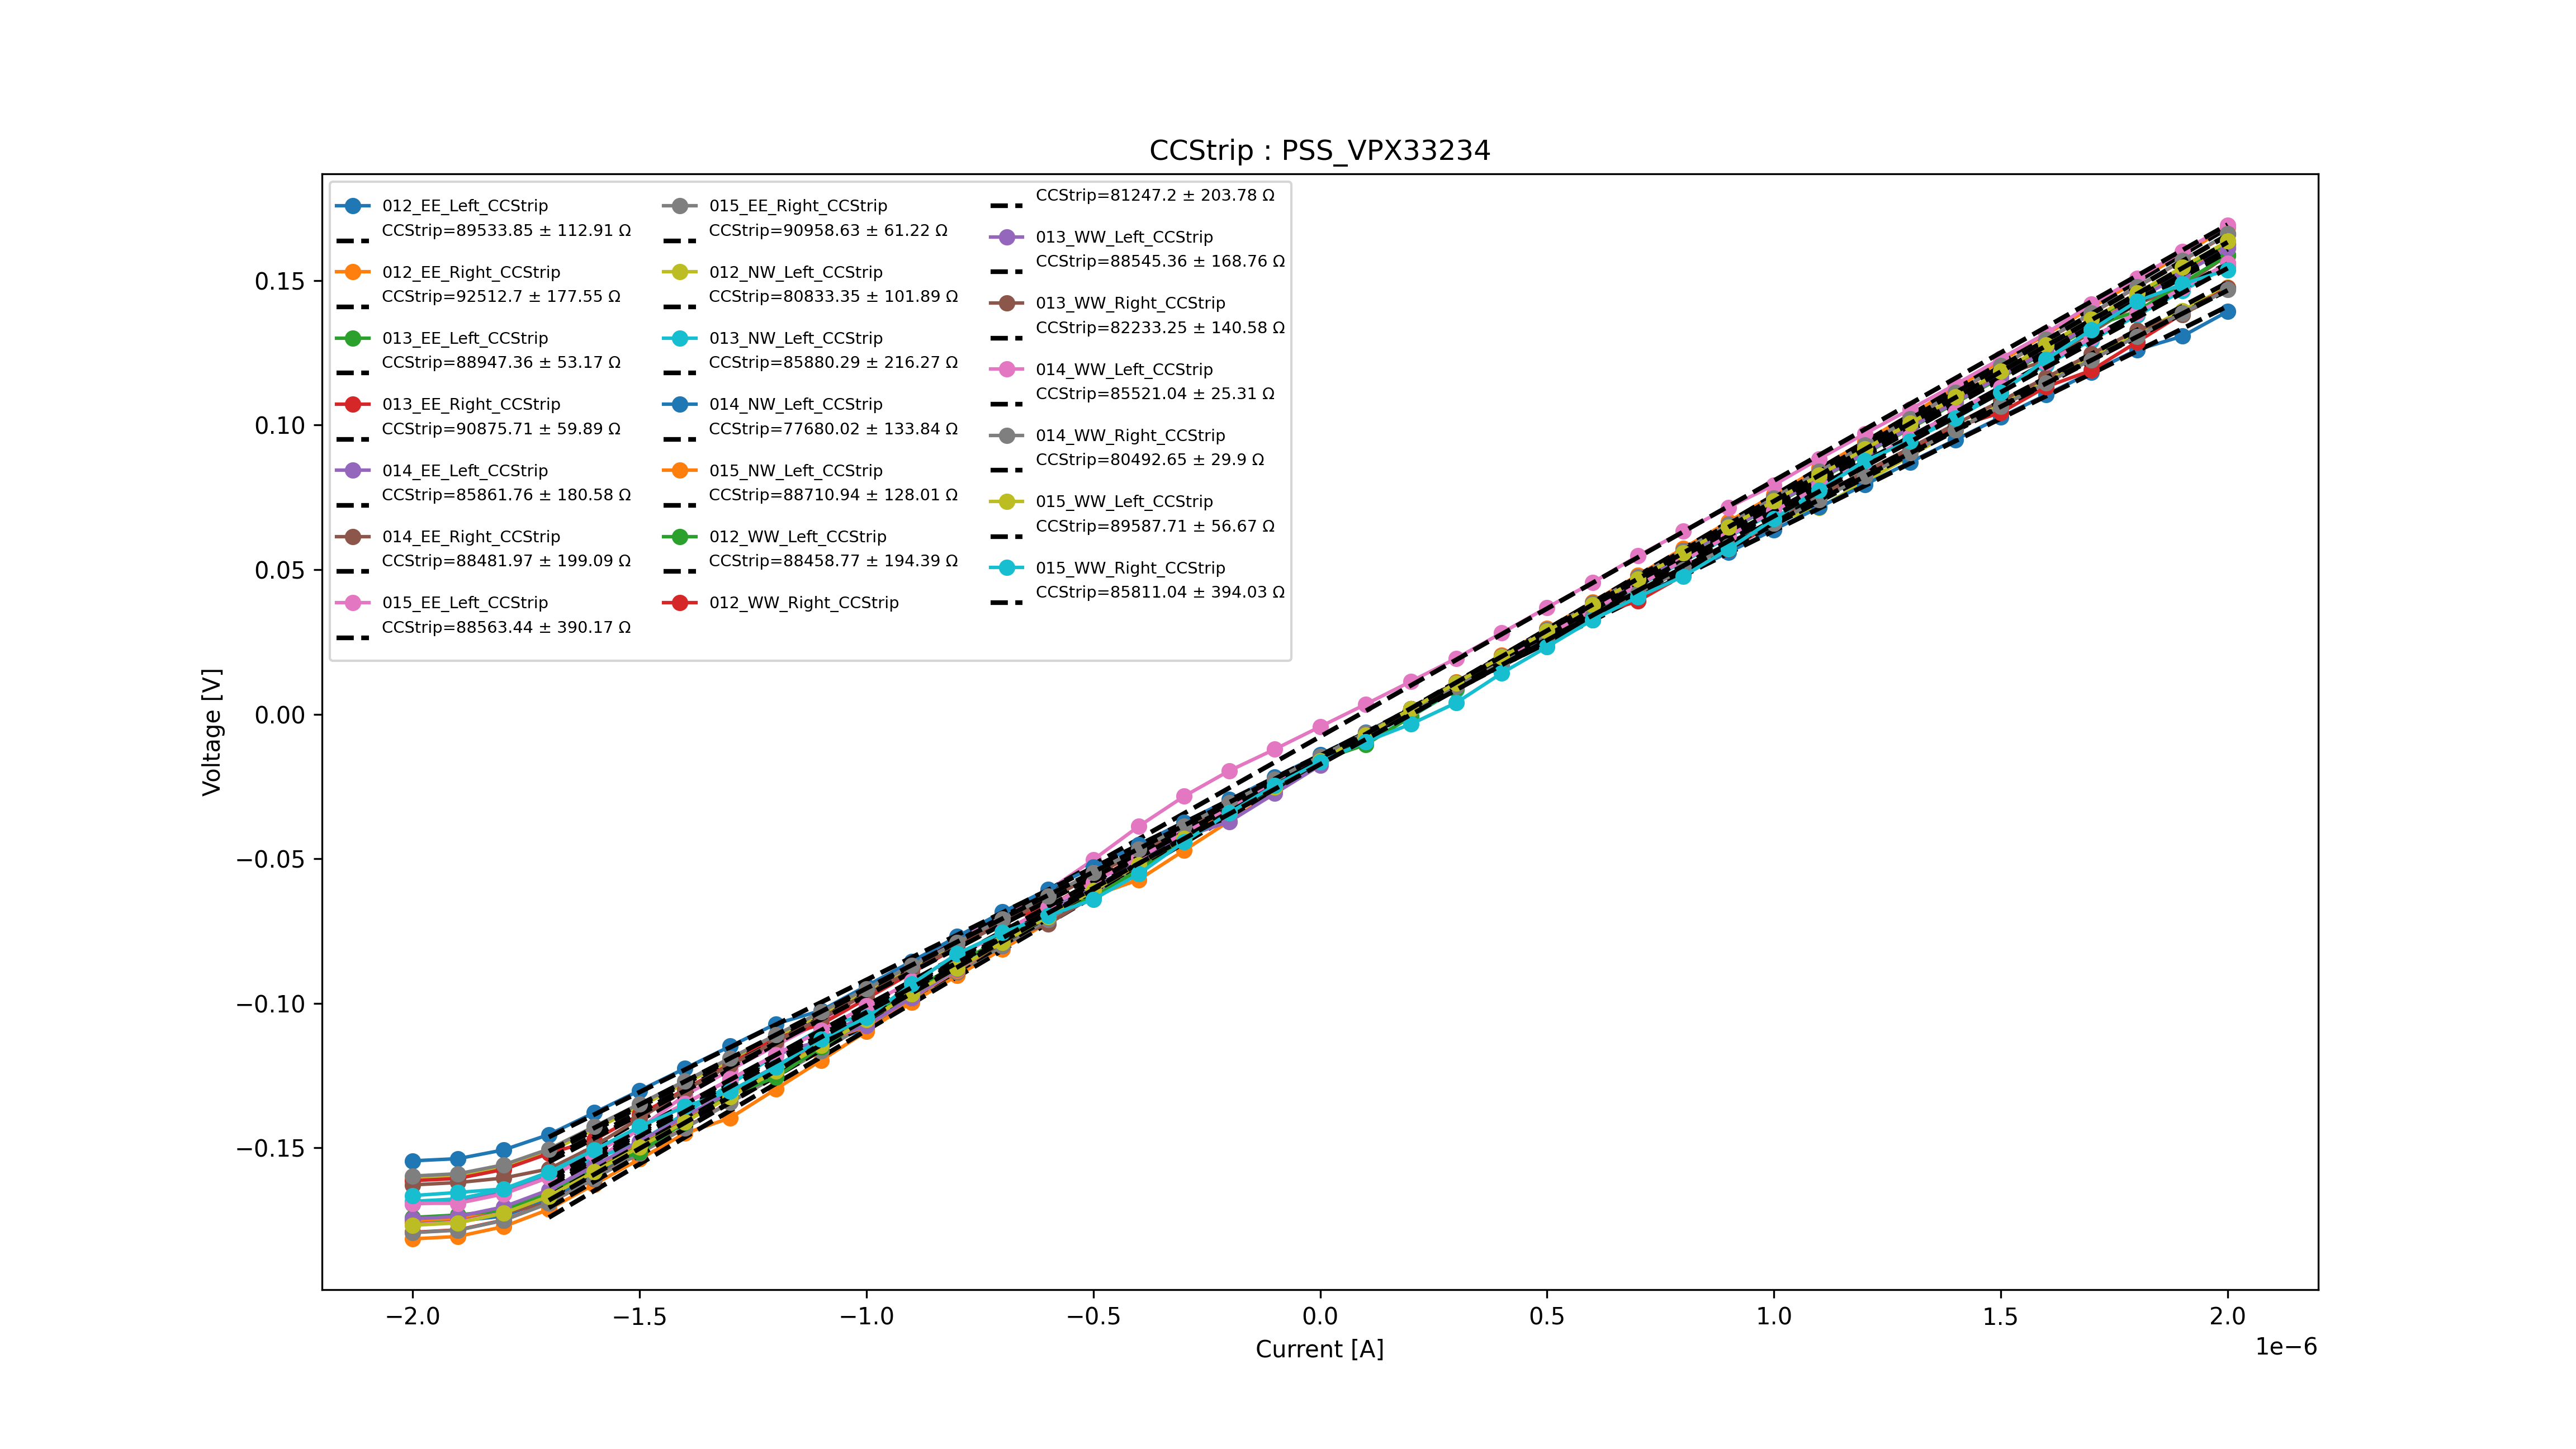 CCStrip : PSS_VPX33234
012_EE_Left_CCStrip
CCStrip=89533.85 ± 112.91 Ω
012_EE_Right_CCStrip
CCStrip=92512.7 ± 177.55 Ω
013_EE_Left_CCStrip
CCStrip=88947.36 ± 53.17 Ω
013_EE_Right_CCStrip
CCStrip=90875.71 ± 59.89 Ω
014_EE_Left_CCStrip
CCStrip=85861.76 ± 180.58 Ω
014_EE_Right_CCStrip
CCStrip=88481.97 ± 199.09 Ω
015_EE_Left_CCStrip
CCStrip=88563.44 ± 390.17 Ω
015_EE_Right_CCStrip
CCStrip=90958.63 ± 61.22 Ω
012_NW_Left_CCStrip
CCStrip=80833.35 ± 101.89 Ω
013_NW_Left_CCStrip
CCStrip=85880.29 ± 216.27 Ω
014_NW_Left_CCStrip
CCStrip=77680.02 ± 133.84 Ω
015_NW_Left_CCStrip
CCStrip=88710.94 ± 128.01 Ω
012_WW_Left_CCStrip
CCStrip=88458.77 ± 194.39 Ω
012_WW_Right_CCStrip
CCStrip=81247.2 ± 203.78 Ω
013_WW_Left_CCStrip
CCStrip=88545.36 ± 168.76 Ω
013_WW_Right_CCStrip
CCStrip=82233.25 ± 140.58 Ω
014_WW_Left_CCStrip
CCStrip=85521.04 ± 25.31 Ω
014_WW_Right_CCStrip
CCStrip=80492.65 ± 29.9 Ω
015_WW_Left_CCStrip
CCStrip=89587.71 ± 56.67 Ω
015_WW_Right_CCStrip
CCStrip=85811.04 ± 394.03 Ω
Voltage [V]
0.15
0.10
0.05
0.00
−0.05
−0.10
−0.15
−2.0 −1.5 −1.0 −0.5 0.0 0.5 1.0 1.5 2.0
1e−6
Current [A]